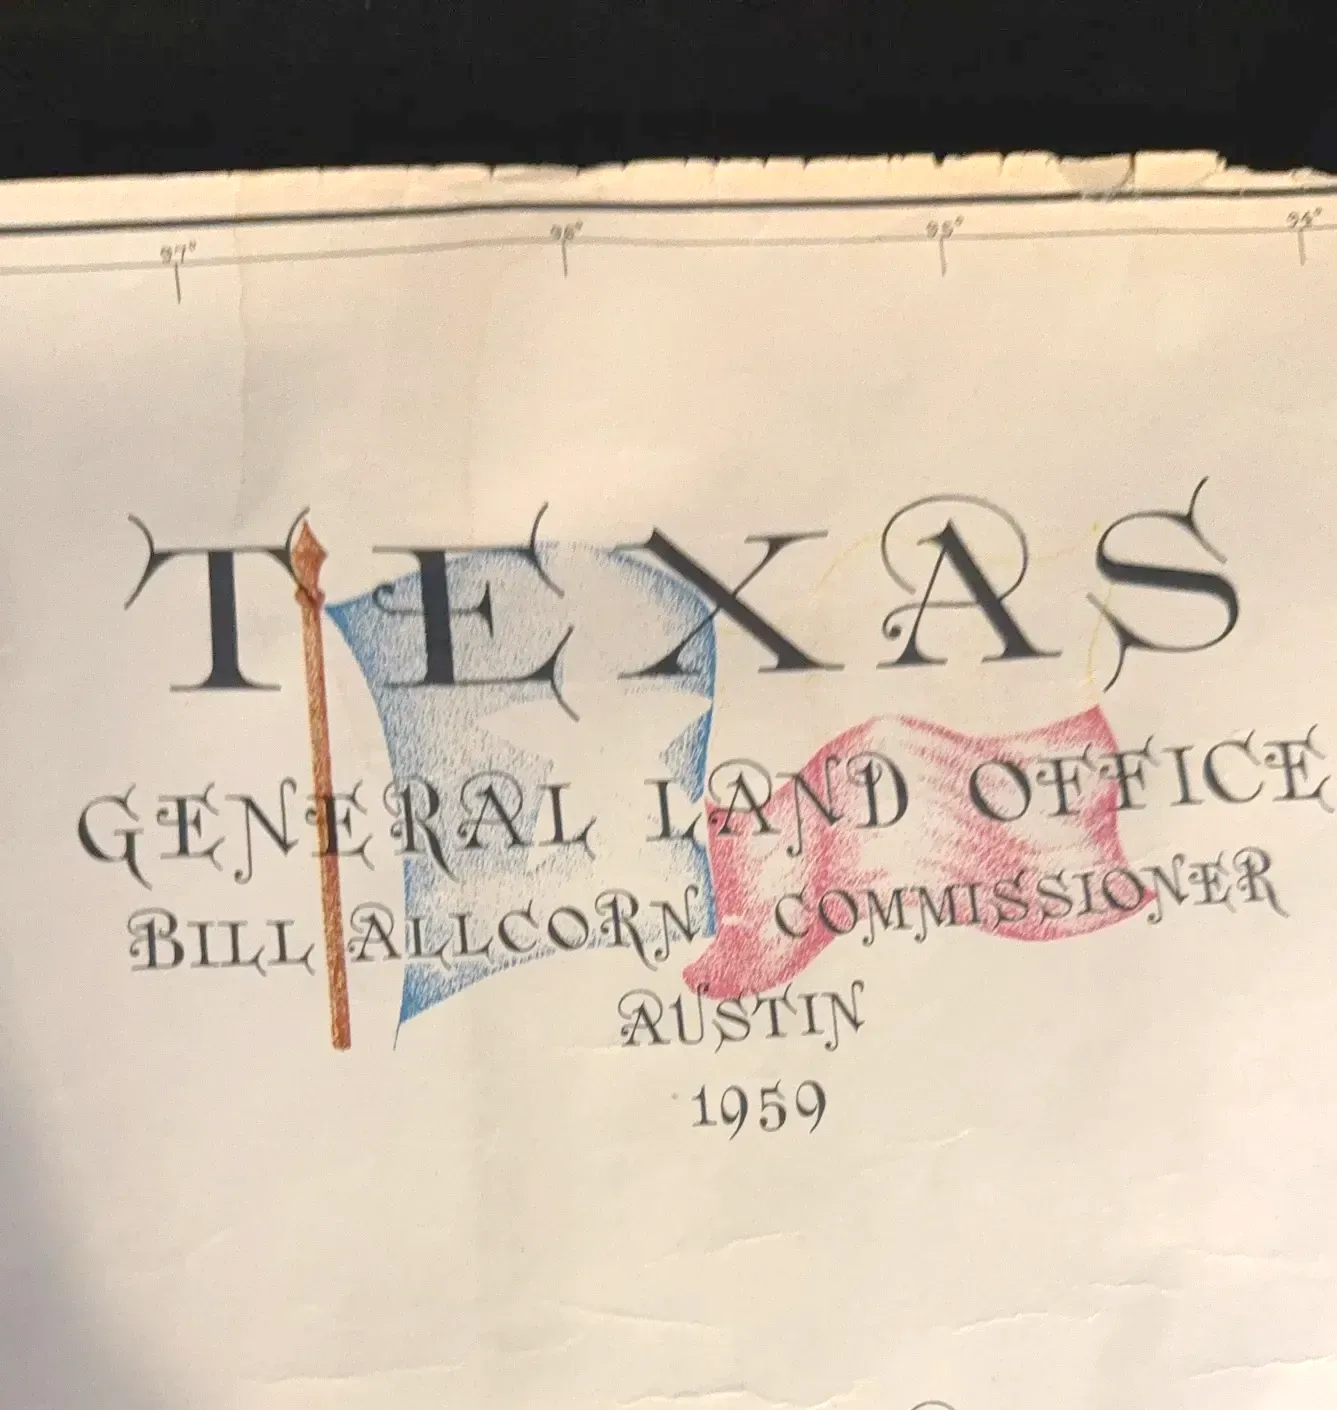 97° 96° 95° 94°
TEXAS
GENERAL LAND OFFICE
BILL ALLCORN COMMISSIONER
AUSTIN
1959